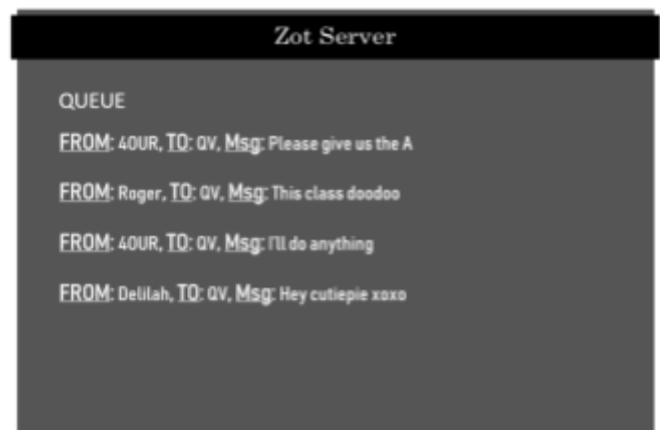 Zot Server
QUEUE
FROM: 4OUR, TO: QV, Msg: Please give us the A
FROM: Roger, TO: QV, Msg: This class doodoo
FROM: 4OUR, TO: QV, Msg: I'll do anything
FROM: Delilah, TO: QV, Msg: Hey cutiepie xoxo